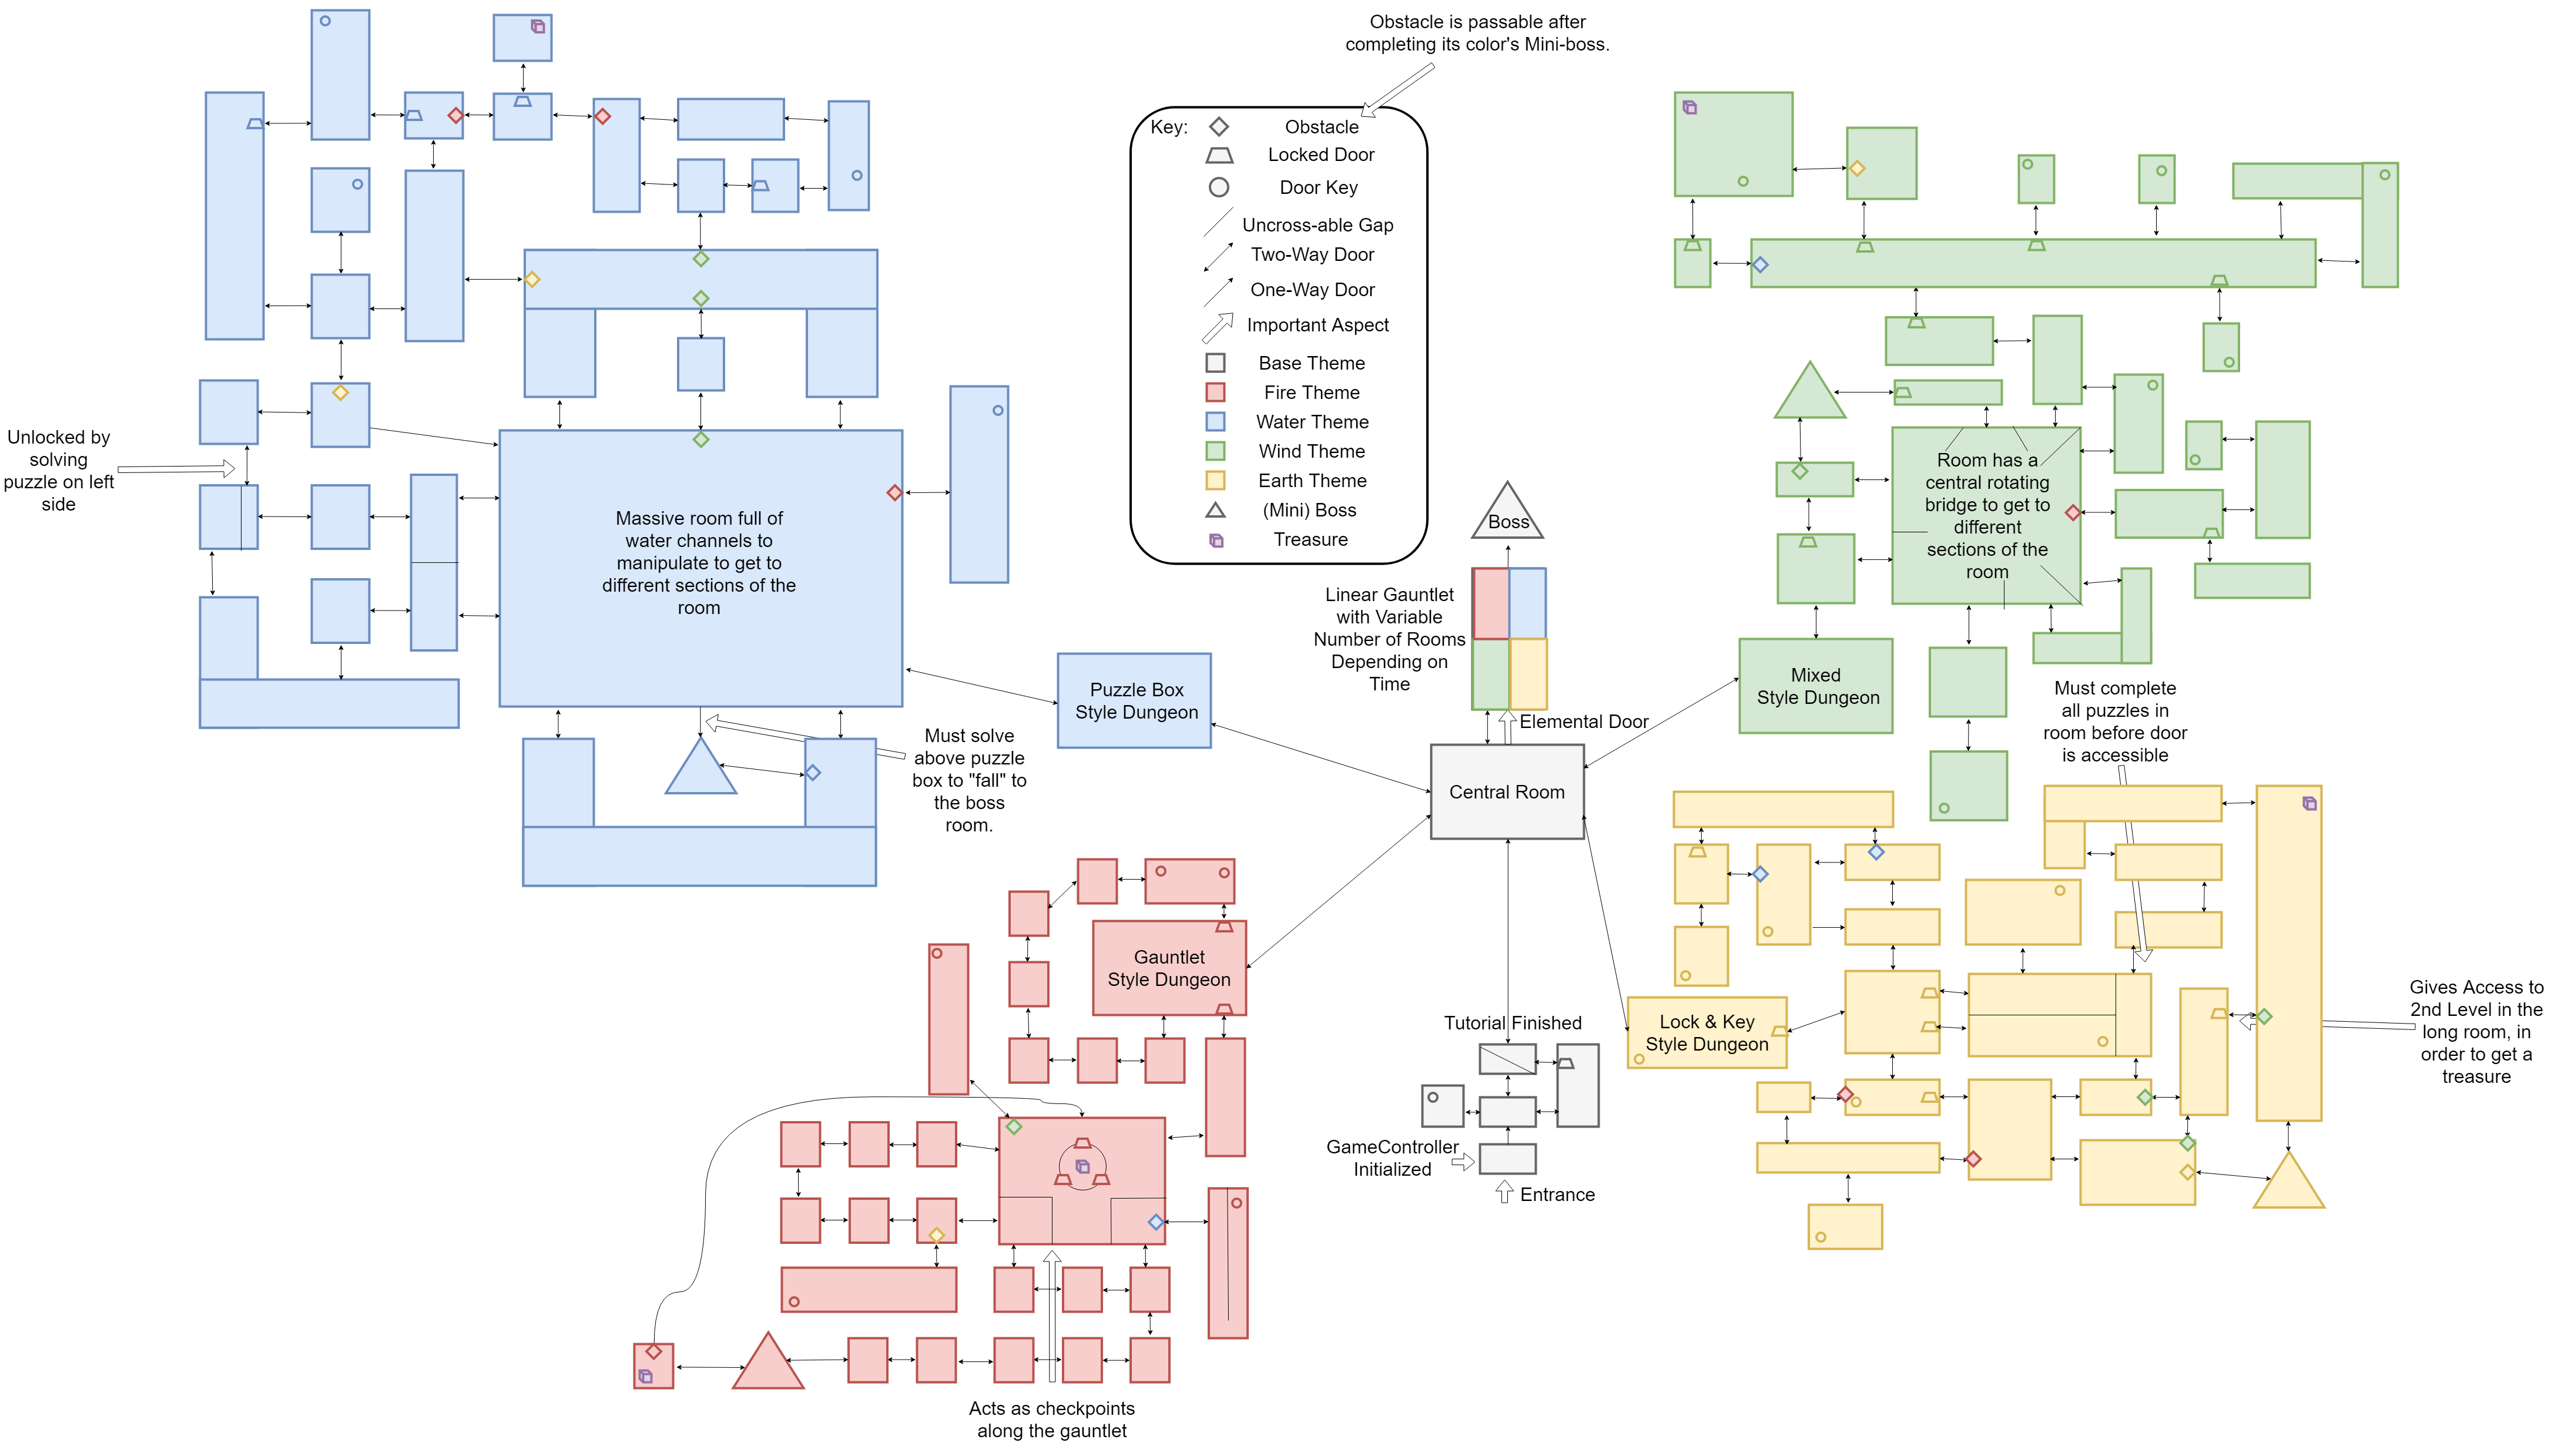 Obstacle is passable after
completing its color's Mini-boss.
Key:
Obstacle
Locked Door
Door Key
Uncross-able Gap
Two-Way Door
One-Way Door
Important Aspect
Base Theme
Fire Theme
Water Theme
Wind Theme
Earth Theme
(Mini) Boss
Treasure
Unlocked by
solving
puzzle on left
side
Massive room full of
water channels to
manipulate to get to
different sections of the
room
Must solve
above puzzle
box to "fall" to
the boss
room.
Puzzle Box
Style Dungeon
Boss
Linear Gauntlet
with Variable
Number of Rooms
Depending on
Time
Elemental Door
Central Room
Mixed
Style Dungeon
Room has a
central rotating
bridge to get to
different
sections of the
room
Must complete
all puzzles in
room before door
is accessible
Gauntlet
Style Dungeon
Acts as checkpoints
along the gauntlet
Tutorial Finished
GameController
Initialized
Entrance
Lock & Key
Style Dungeon
Gives Access to
2nd Level in the
long room, in
order to get a
treasure